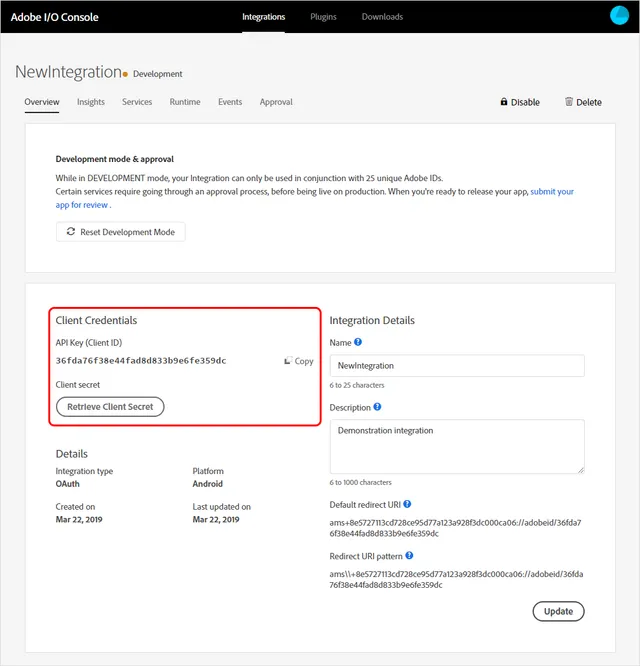 Adobe I/O Console
Integrations Plugins Downloads
NewIntegration Development
Overview Insights Services Runtime Events Approval Disable Delete
Development mode & approval
While in DEVELOPMENT mode, your Integration can only be used in conjunction with 25 unique Adobe IDs.
Certain services require going through an approval process, before being live on production. When you're ready to release your app, submit your
app for review .
Reset Development Mode
Client Credentials
API Key (Client ID)
36fda76f38e44fad8d833b9e6fe359dc Copy
Client secret
Retrieve Client Secret
Details
Integration type Platform
OAuth Android
Created on Last updated on
Mar 22, 2019 Mar 22, 2019
Integration Details
Name ?
NewIntegration
6 to 25 characters
Description ?
Demonstration integration
6 to 1000 characters
Default redirect URI ?
ams+8e5727113cd728ce95d77a123a928f3dc000ca06://adobeid/36fda7
6f38e44fad8d833b9e6fe359dc
Redirect URI pattern ?
ams\\+8e5727113cd728ce95d77a123a928f3dc000ca06://adobeid/36fda
76f38e44fad8d833b9e6fe359dc
Update